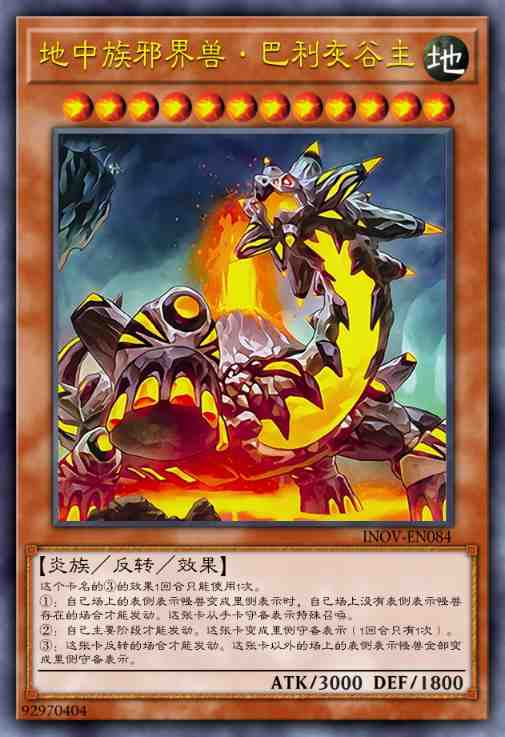 地中族邪界兽·巴利灰谷主
地
INOV-EN084
【炎族／反转／效果】
这个卡名的③的效果1回合只能使用1次。
①：自己场上的表侧表示怪兽变成里侧表示时，自己场上没有表侧表示怪兽
存在的场合才能发动。这张卡从手卡守备表示特殊召唤。
②：自己主要阶段才能发动。这张卡变成里侧守备表示（1回合只有1次）。
③：这张卡反转的场合才能发动。这张卡以外的场上的表侧表示怪兽全部变
成里侧守备表示。
ATK/3000 DEF/1800
92970404